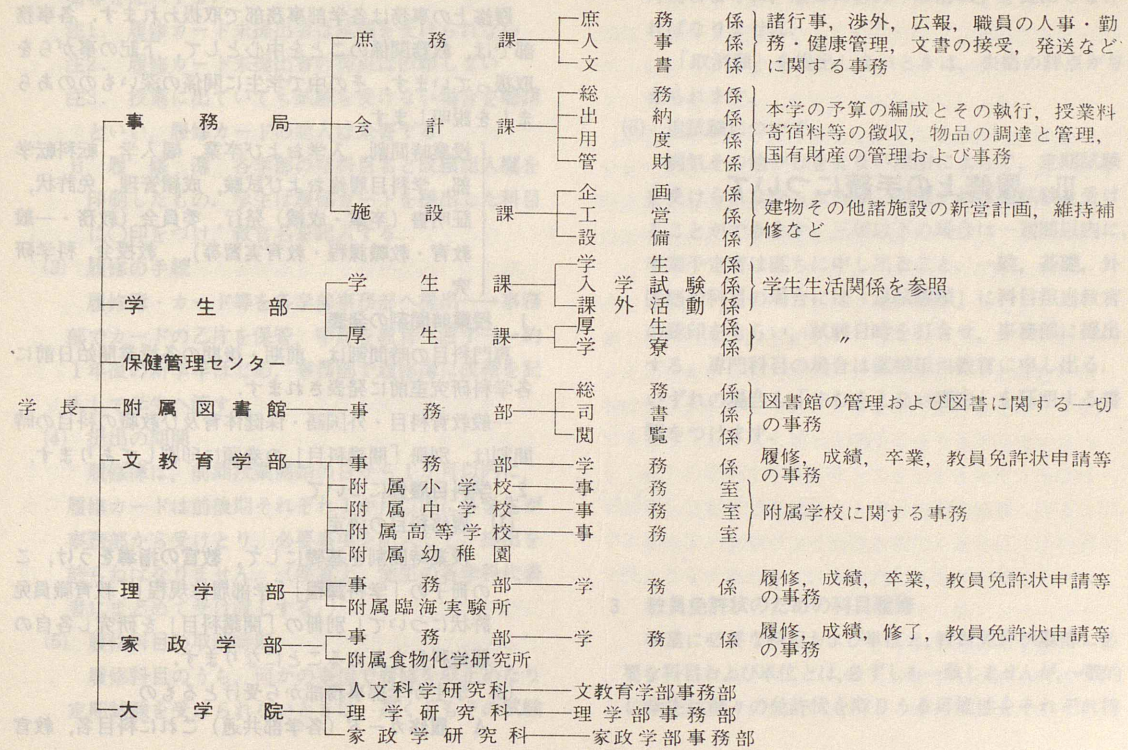 学長
事務局
庶務課
庶務係
人事係
文書係
諸行事，渉外，広報，職員の人事・勤
務・健康管理，文書の接受，発送など
に関する事務
会計課
総務係
出納係
用度係
管財係
本学の予算の編成とその執行，授業料
寄宿料等の徴収，物品の調達と管理，
国有財産の管理および事務
施設課
企画係
工営係
設備係
建物その他諸施設の新営計画，維持補
修など
学生部
学生課
学生係
入学試験係
課外活動係
学生生活関係を参照
厚生課
厚生係
学寮係
〃
保健管理センター
附属図書館
事務部
総務係
司書係
閲覧係
図書館の管理および図書に関する一切
の事務
文教育学部
事務部
学務係
履修，成績，卒業，教員免許状申請等
の事務
附属小学校
事務室
附属中学校
事務室
附属高等学校
事務室
附属学校に関する事務
附属幼稚園
理学部
事務部
学務係
履修，成績，卒業，教員免許状申請等
の事務
附属臨海実験所
家政学部
事務部
学務係
履修，成績，修了，教員免許状申請等
の事務
附属食物化学研究所
大学院
人文科学研究科
文教育学部事務部
理学研究科
理学部事務部
家政学研究科
家政学部事務部